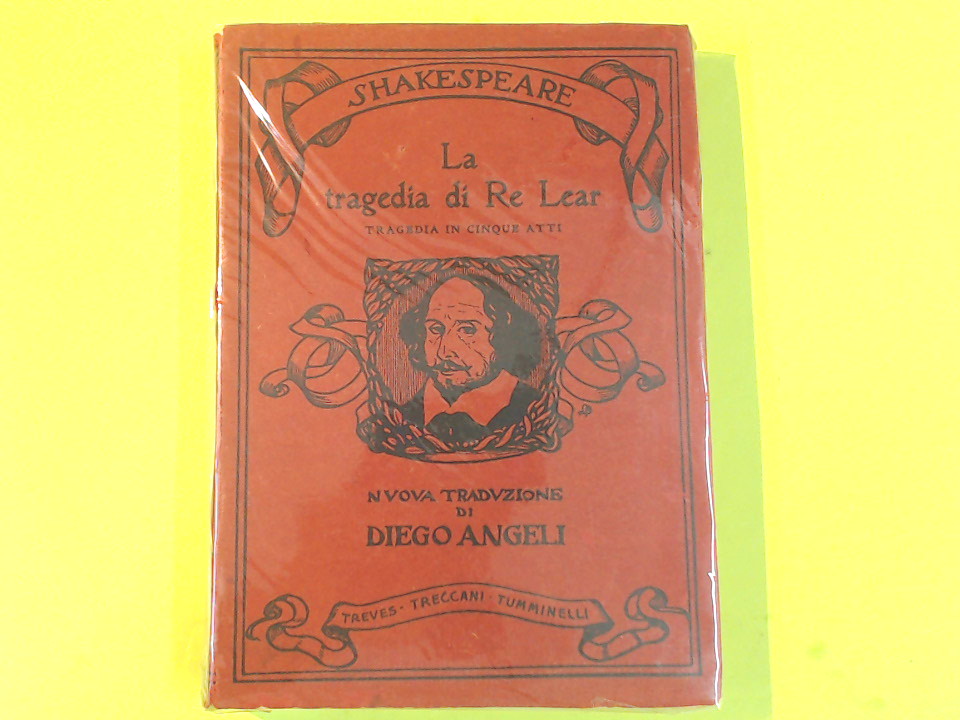 SHAKESPEARE
La
tragedia di Re Lear
TRAGEDIA IN CINQUE ATTI
NVOVA TRADVZIONE
DI
DIEGO ANGELI
TREVES · TRECCANI · TUMMINELLI